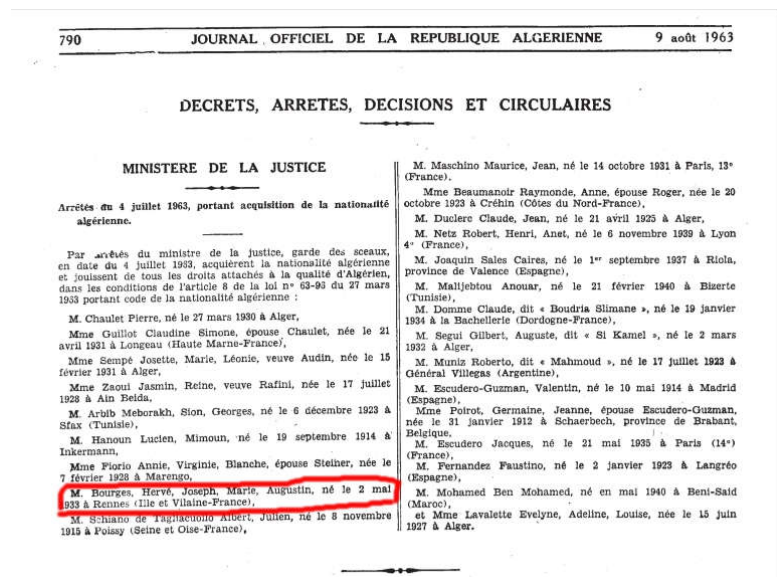 790 JOURNAL OFFICIEL DE LA REPUBLIQUE ALGERIENNE 9 août 1963
DECRETS, ARRETES, DECISIONS ET CIRCULAIRES
MINISTERE DE LA JUSTICE
Arrêtés du 4 juillet 1963, portant acquisition de la nationalité
algérienne.
Par arrêtés du ministre de la justice, garde des sceaux,
en date du 4 juillet 1963, acquièrent la nationalité algérienne
et jouissent de tous les droits attachés à la qualité d'Algérien,
dans les conditions de l'article 8 de la loi n° 63-93 du 27 mars
1963 portant code de la nationalité algérienne :
M. Chaulet Pierre, né le 27 mars 1930 à Alger,
Mme Guillot Claudine Simone, épouse Chaulet, née le 21
avril 1931 à Longeau (Haute Marne-France),
Mme Sempé Josette, Marie, Léonie, veuve Audin, née le 15
février 1931 à Alger,
Mme Zaoui Jasmin, Reine, veuve Rafini, née le 17 juillet
1928 à Ain Beida,
M. Arbib Meborakh, Sion, Georges, né le 6 décembre 1923 à
Sfax (Tunisie),
M. Hanoun Lucien, Mimoun, né le 19 septembre 1914 à
Inkermann,
Mme Fiorio Annie, Virginie, Blanche, épouse Steiner, née le
7 février 1928 à Marengo,
M. Bourges, Hervé, Joseph, Marie, Augustin, né le 2 mai
933 à Rennes (Ille et Vilaine-France),
M. Schiano de Tagliacuollo Albert, Julien, né le 8 novembre
1915 à Poissy (Seine et Oise-France),
M. Maschino Maurice, Jean, né le 14 octobre 1931 à Paris, 13°
(France).
Mme Beaumanoir Raymonde, Anne, épouse Roger, née le 20
octobre 1923 à Créhin (Côtes du Nord-France),
M. Duclerc Claude, Jean, né le 21 avril 1925 à Alger,
M. Netz Robert, Henri, Anet, né le 6 novembre 1939 à Lyon
4° (France),
M. Joaquin Sales Caires, né le 1er septembre 1937 à Riola,
province de Valence (Espagne),
M. Malljebtou Anouar, né le 21 février 1940 à Bizerte
(Tunisie),
M. Domme Claude, dit « Boudria Slimane », né le 19 janvier
1934 à la Bachellerie (Dordogne-France),
M. Segui Gilbert, Auguste, dit « Si Kamel », né le 2 mars
1932 à Alger,
M. Muniz Roberto, dit « Mahmoud », né le 17 juillet 1923 à
Général Villegas (Argentine),
M. Escudero-Guzman, Valentin, né le 10 mai 1914 à Madrid
(Espagne),
Mme Poirot, Germaine, Jeanne, épouse Escudero-Guzman,
née le 31 janvier 1912 à Schaerbech, province de Brabant,
Belgique,
M. Escudero Jacques, né le 21 mai 1935 à Paris (14°)
(France),
M. Fernandez Faustino, né le 2 janvier 1923 à Langréo
(Espagne),
M. Mohamed Ben Mohamed, né en mai 1940 à Beni-Said
(Maroc),
et Mme Lavalette Evelyne, Adeline, Louise, née le 15 juin
1927 à Alger.